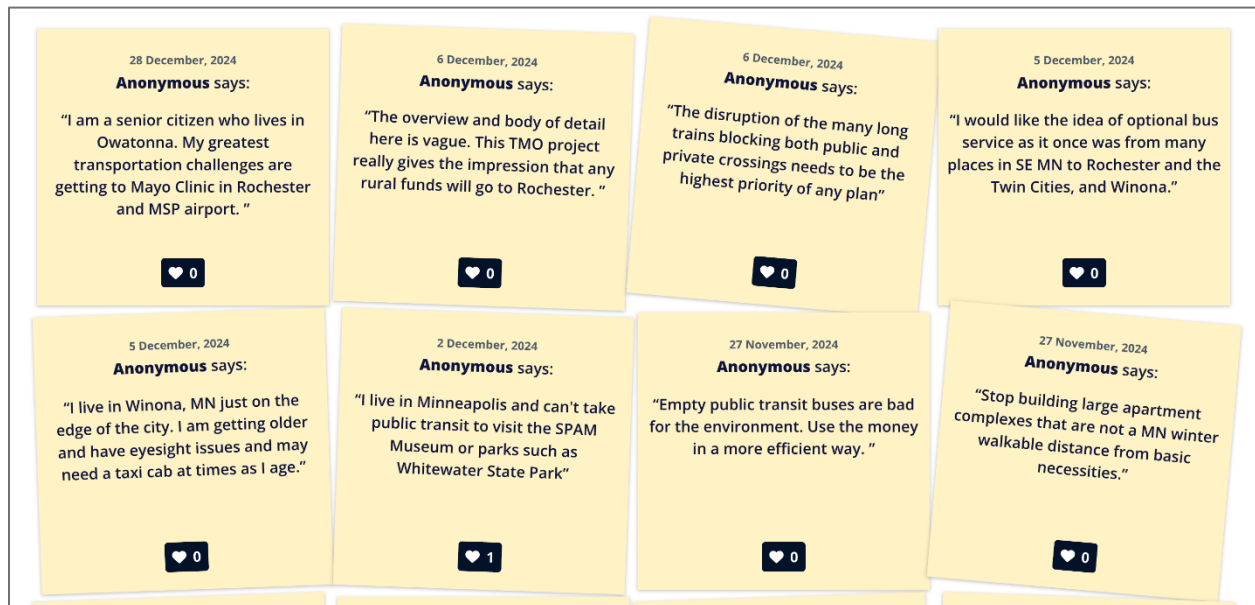 28 December, 2024
Anonymous says:
“I am a senior citizen who lives in
Owatonna. My greatest
transportation challenges are
getting to Mayo Clinic in Rochester
and MSP airport. ”
0
6 December, 2024
Anonymous says:
“The overview and body of detail
here is vague. This TMO project
really gives the impression that any
rural funds will go to Rochester. ”
0
6 December, 2024
Anonymous says:
“The disruption of the many long
trains blocking both public and
private crossings needs to be the
highest priority of any plan”
0
5 December, 2024
Anonymous says:
“I would like the idea of optional bus
service as it once was from many
places in SE MN to Rochester and the
Twin Cities, and Winona.”
0
5 December, 2024
Anonymous says:
“I live in Winona, MN just on the
edge of the city. I am getting older
and have eyesight issues and may
need a taxi cab at times as I age.”
0
2 December, 2024
Anonymous says:
“I live in Minneapolis and can't take
public transit to visit the SPAM
Museum or parks such as
Whitewater State Park”
1
27 November, 2024
Anonymous says:
“Empty public transit buses are bad
for the environment. Use the money
in a more efficient way. ”
0
27 November, 2024
Anonymous says:
“Stop building large apartment
complexes that are not a MN winter
walkable distance from basic
necessities.”
0